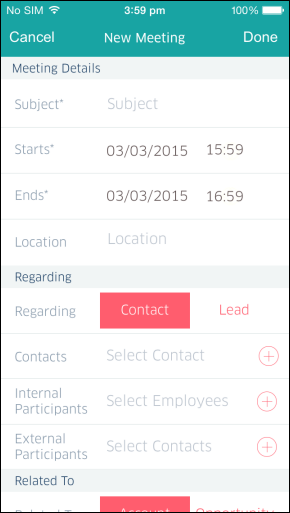 No SIM 3:59 pm 100%
Cancel New Meeting Done
Meeting Details
Subject* Subject
Starts* 03/03/2015 15:59
Ends* 03/03/2015 16:59
Location Location
Regarding
Regarding Contact Lead
Contacts Select Contact
Internal
Participants Select Employees
External
Participants Select Contacts
Related To
Related To Account Opportunity